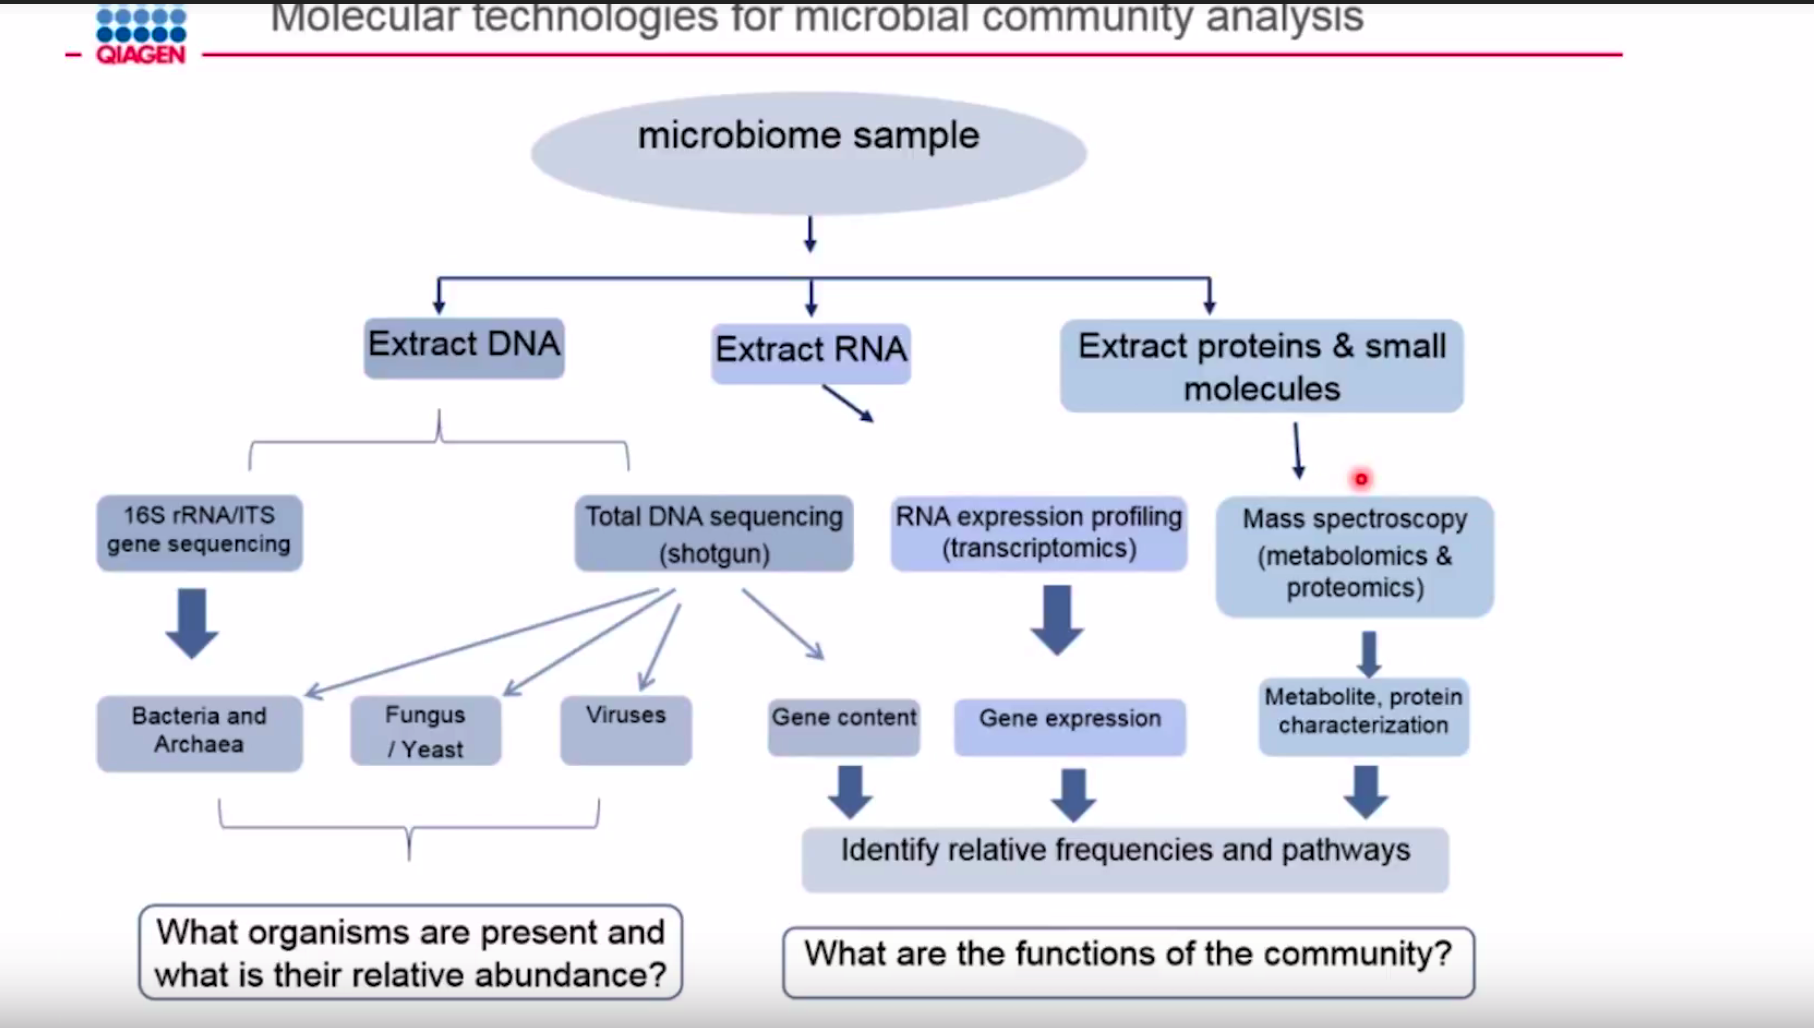 Molecular technologies for microbial community analysis
QIAGEN
microbiome sample
Extract DNA
Extract RNA
Extract proteins & small
molecules
16S rRNA/ITS
gene sequencing
Total DNA sequencing
(shotgun)
RNA expression profiling
(transcriptomics)
Mass spectroscopy
(metabolomics &
proteomics)
Bacteria and
Archaea
Fungus
/ Yeast
Viruses
Gene content
Gene expression
Metabolite, protein
characterization
Identify relative frequencies and pathways
What organisms are present and
what is their relative abundance?
What are the functions of the community?